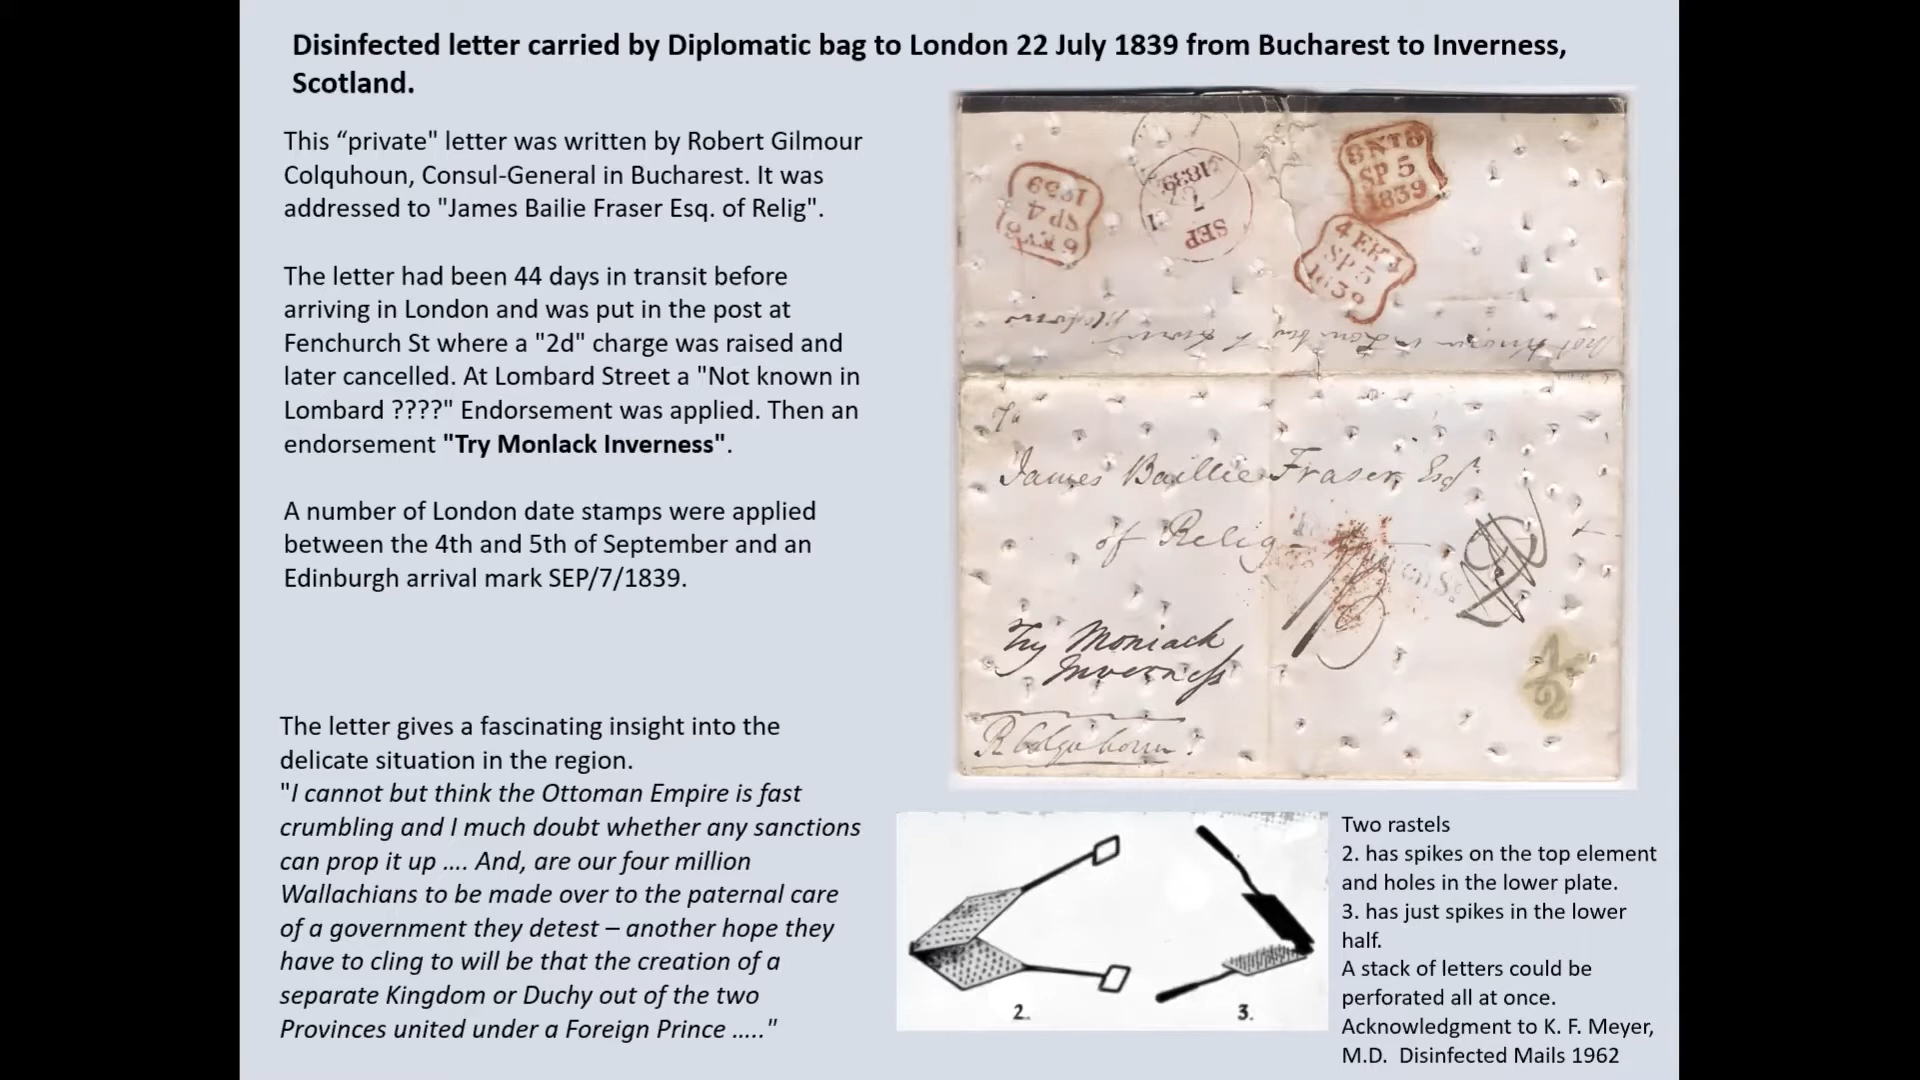 Disinfected letter carried by Diplomatic bag to London 22 July 1839 from Bucharest to Inverness,
Scotland.
This “private" letter was written by Robert Gilmour
Colquhoun, Consul-General in Bucharest. It was
addressed to "James Bailie Fraser Esq. of Relig".
The letter had been 44 days in transit before
arriving in London and was put in the post at
Fenchurch St where a "2d" charge was raised and
later cancelled. At Lombard Street a "Not known in
Lombard ????" Endorsement was applied. Then an
endorsement "Try Monlack Inverness".
A number of London date stamps were applied
between the 4th and 5th of September and an
Edinburgh arrival mark SEP/7/1839.
The letter gives a fascinating insight into the
delicate situation in the region.
"I cannot but think the Ottoman Empire is fast
crumbling and I much doubt whether any sanctions
can prop it up .... And, are our four million
Wallachians to be made over to the paternal care
of a government they detest – another hope they
have to cling to will be that the creation of a
separate Kingdom or Duchy out of the two
Provinces united under a Foreign Prince ....."
1839
SP 4
SEP
7
1839
8NT8
SP 5
1839
4
SP 5
1839
To
James Baillie Fraser Esqr.
of Relig
Try Moniack
Inverness
R Colquhoun
1/2
2.
3.
Two rastels
2. has spikes on the top element
and holes in the lower plate.
3. has just spikes in the lower
half.
A stack of letters could be
perforated all at once.
Acknowledgment to K. F. Meyer,
M.D. Disinfected Mails 1962